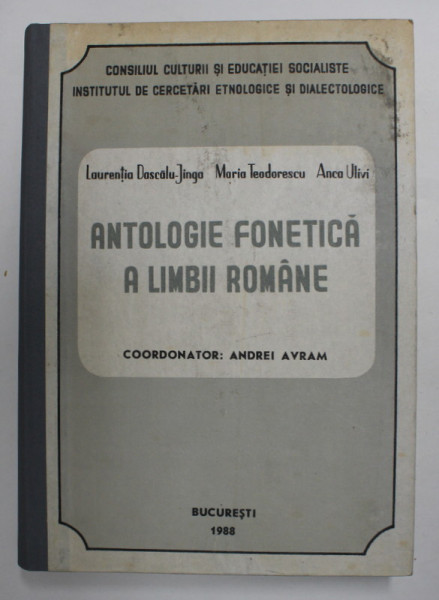 CONSILIUL CULTURII ȘI EDUCAȚIEI SOCIALISTE
INSTITUTUL DE CERCETĂRI ETNOLOGICE ȘI DIALECTOLOGICE
Laurenția Dascălu-Jinga Maria Teodorescu Anca Ulivi
ANTOLOGIE FONETICĂ
A LIMBII ROMÂNE
COORDONATOR: ANDREI AVRAM
BUCUREȘTI
1988